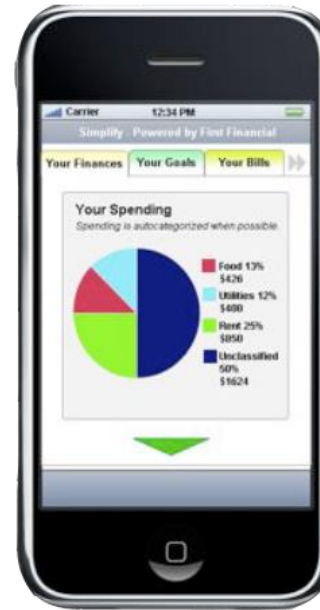 Carrier 12:34 PM
Simplify - Powered by First Financial
Your Finances Your Goals Your Bills
Your Spending
Spending is autocategorized when possible.
Food 13%
$426
Utilities 12%
$400
Rent 25%
$850
Unclassified
50%
$1624